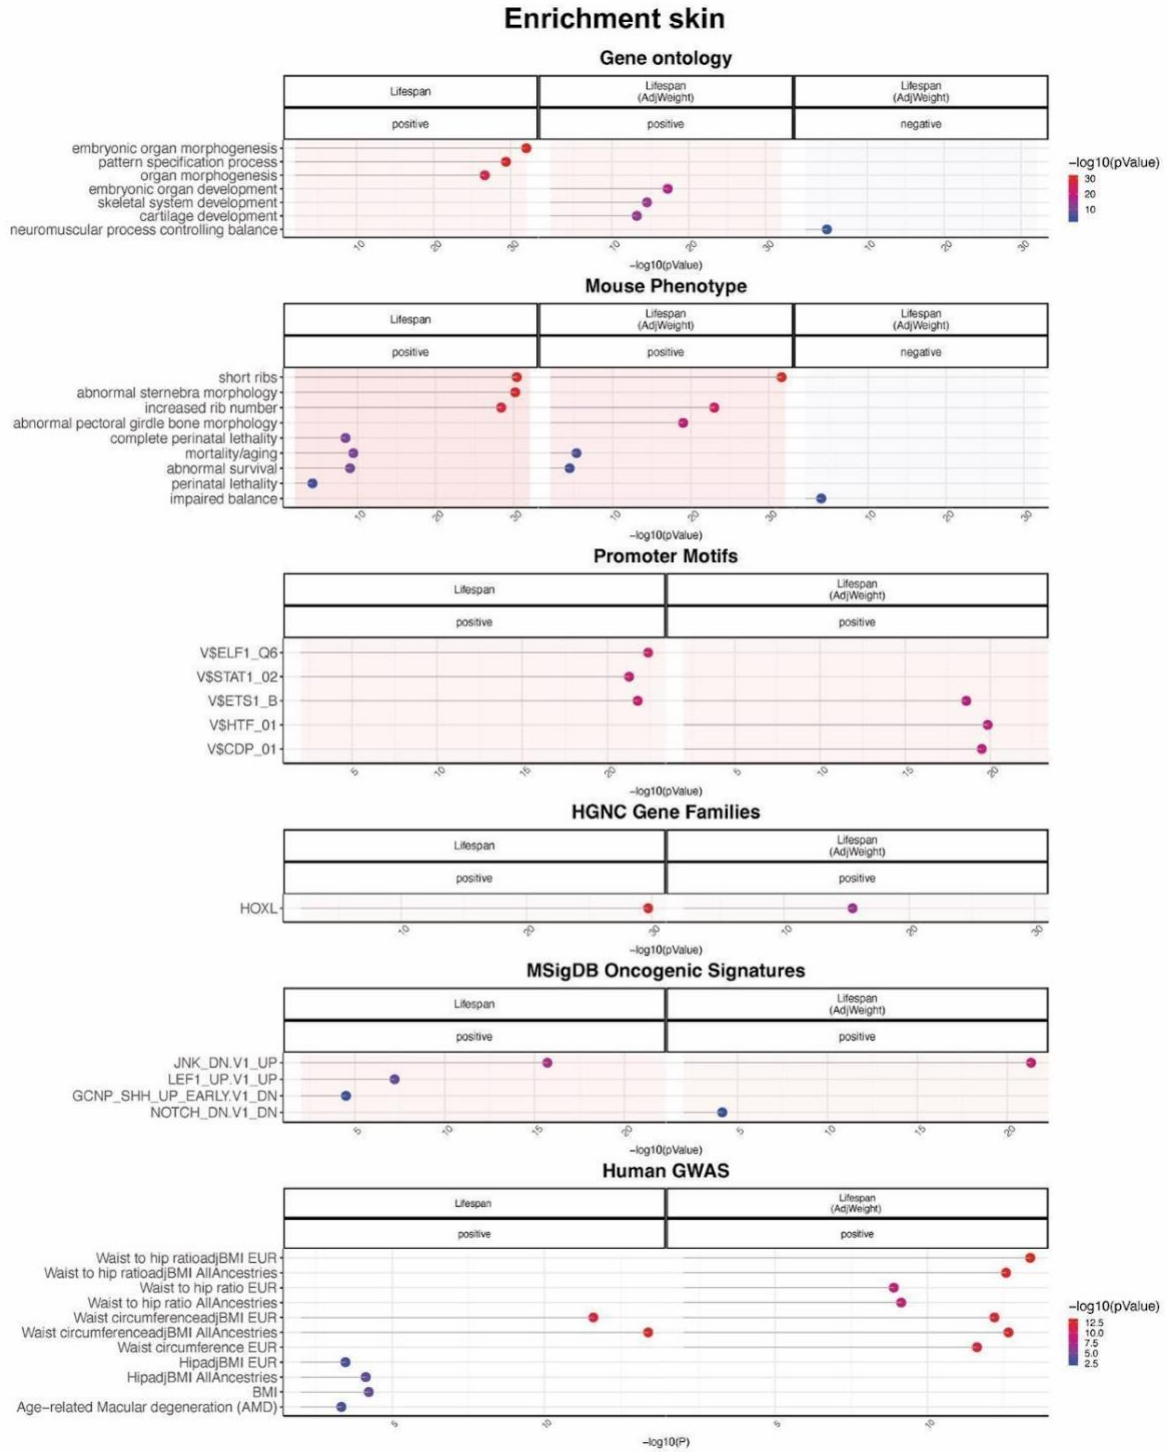 Enrichment skin
Gene ontology
Lifespan
Lifespan
(AdjWeight)
Lifespan
(AdjWeight)
positive
positive
negative
embryonic organ morphogenesis
pattern specification process
organ morphogenesis
embryonic organ development
skeletal system development
cartilage development
neuromuscular process controlling balance
10 20 30 10 20 30 10 20 30
−log10(pValue)
−log10(pValue)
30
20
10
Mouse Phenotype
Lifespan
Lifespan
(AdjWeight)
Lifespan
(AdjWeight)
positive
positive
negative
short ribs
abnormal sternebra morphology
increased rib number
abnormal pectoral girdle bone morphology
complete perinatal lethality
mortality/aging
abnormal survival
perinatal lethality
impaired balance
10 20 30 10 20 30 10 20 30
−log10(pValue)
Promoter Motifs
Lifespan
Lifespan
(AdjWeight)
positive
positive
V$ELF1_Q6
V$STAT1_02
V$ETS1_B
V$HTF_01
V$CDP_01
5 10 15 20 5 10 15 20
−log10(pValue)
HGNC Gene Families
Lifespan
Lifespan
(AdjWeight)
positive
positive
HOXL
10 20 30 10 20 30
−log10(pValue)
MSigDB Oncogenic Signatures
Lifespan
Lifespan
(AdjWeight)
positive
positive
JNK_DN.V1_UP
LEF1_UP.V1_UP
GCNP_SHH_UP_EARLY.V1_DN
NOTCH_DN.V1_DN
5 10 15 20 5 10 15 20
−log10(pValue)
Human GWAS
Lifespan
Lifespan
(AdjWeight)
positive
positive
Waist to hip ratioadjBMI EUR
Waist to hip ratioadjBMI AllAncestries
Waist to hip ratio EUR
Waist to hip ratio AllAncestries
Waist circumferenceadjBMI EUR
Waist circumferenceadjBMI AllAncestries
Waist circumference EUR
HipadjBMI EUR
HipadjBMI AllAncestries
BMI
Age−related Macular degeneration (AMD)
5 10 5 10
−log10(P)
−log10(pValue)
12.5
10.0
7.5
5.0
2.5